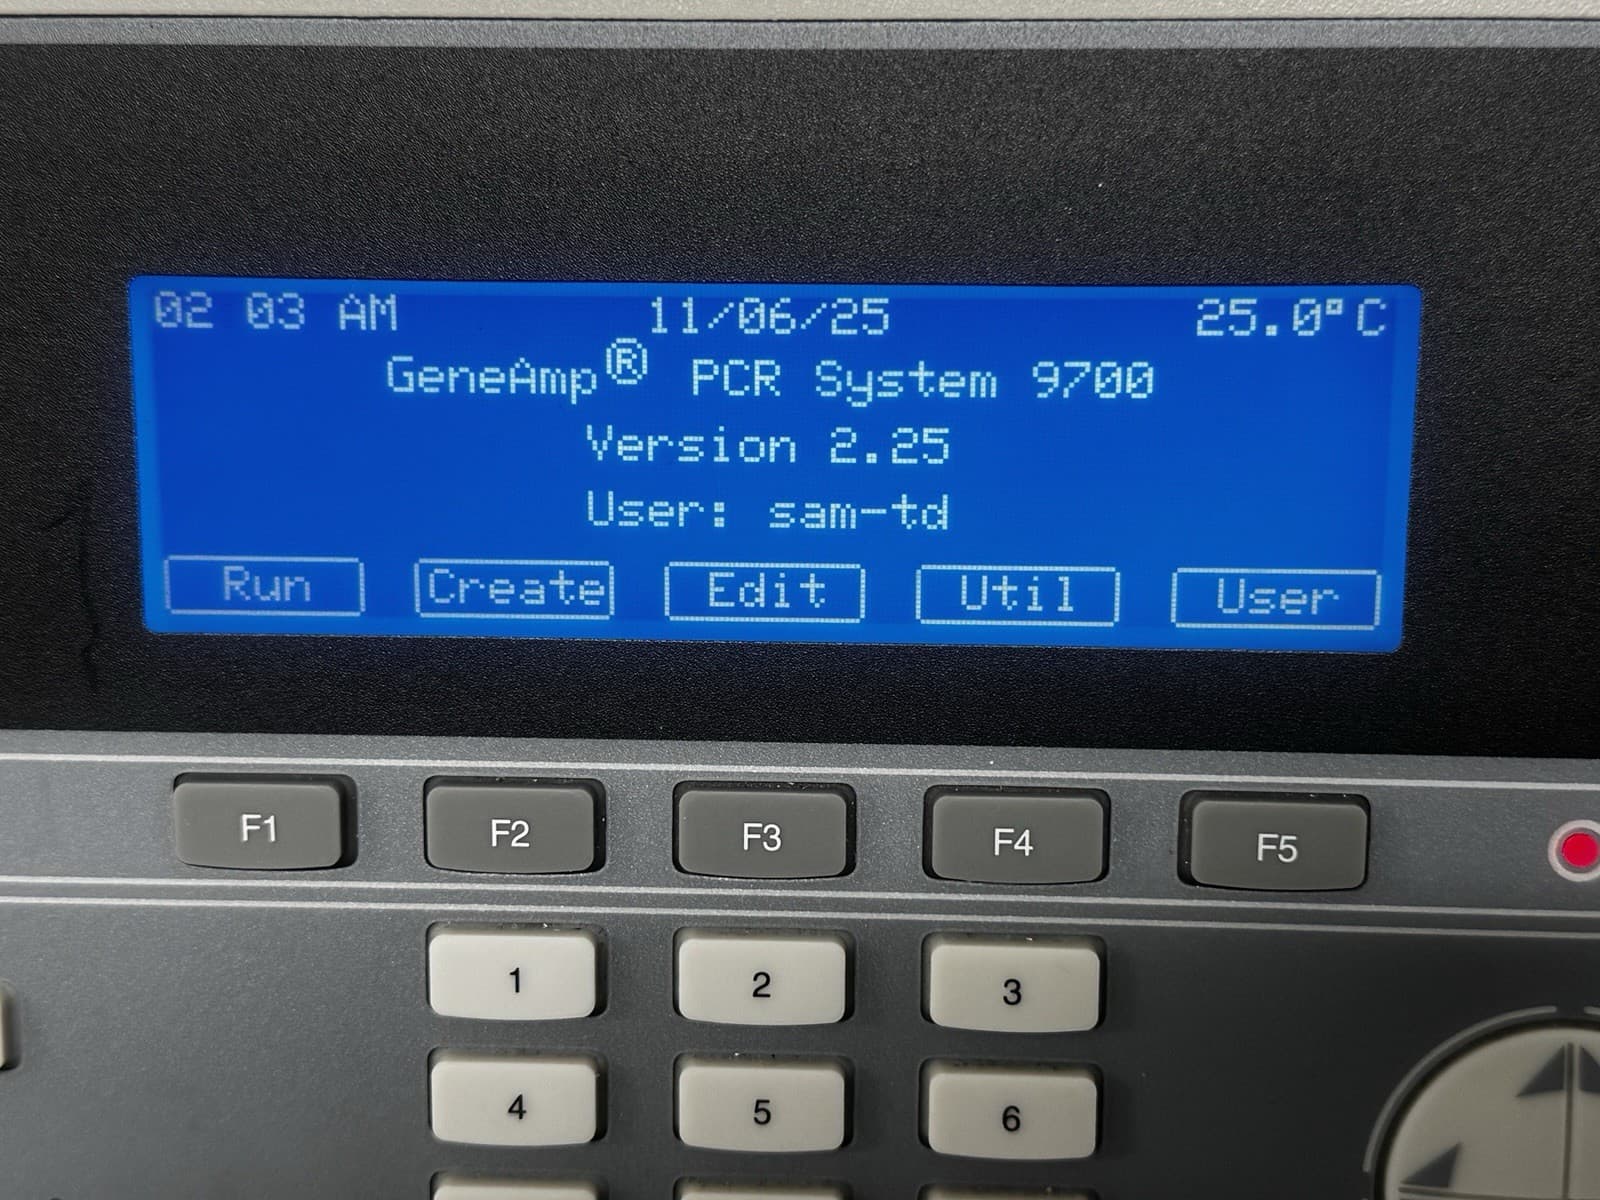 02 03 AM 11/06/25 25.0°C
GeneAmp® PCR System 9700
Version 2.25
User: sam-td
Run Create Edit Util User
F1 F2 F3 F4 F5
1 2 3
4 5 6